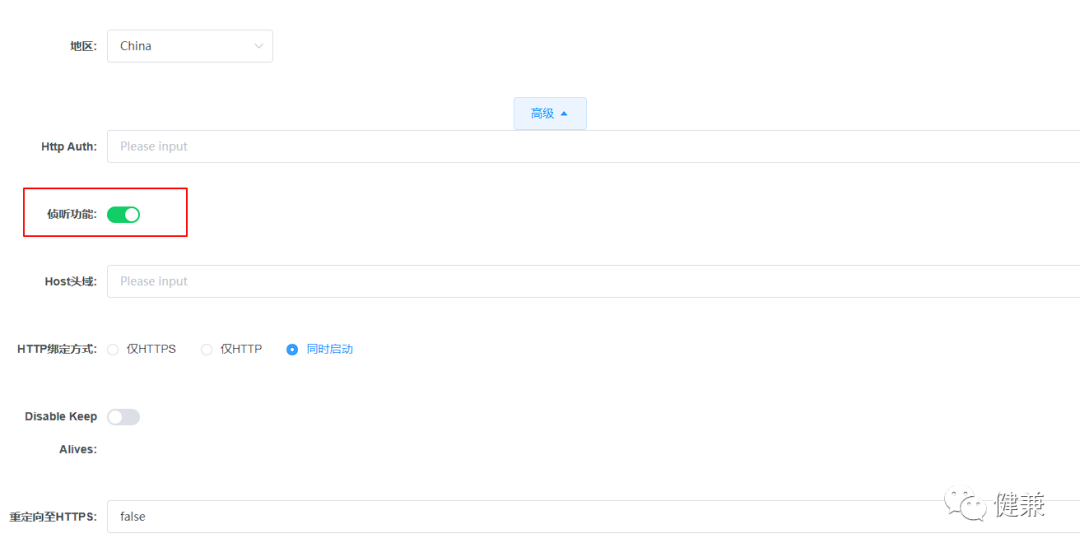 地区: China
高级
Http Auth: Please input
侦听功能:
Host头域: Please input
HTTP绑定方式: 仅HTTPS 仅HTTP 同时启动
Disable Keep
Alives:
重定向至HTTPS: false
健兼